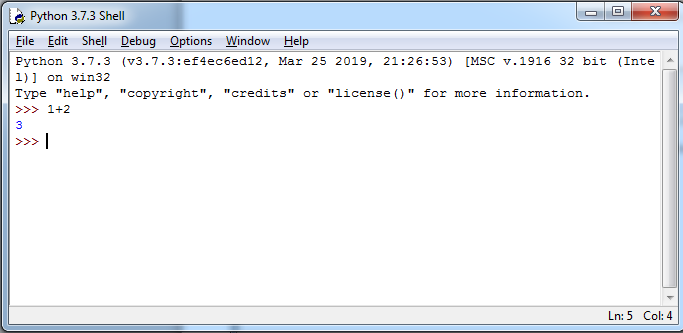 Python 3.7.3 Shell
File Edit Shell Debug Options Window Help
Python 3.7.3 (v3.7.3:ef4ec6ed12, Mar 25 2019, 21:26:53) [MSC v.1916 32 bit (Inte
l)] on win32
Type "help", "copyright", "credits" or "license()" for more information.
>>> 1+2
3
>>>
Ln: 5 Col: 4